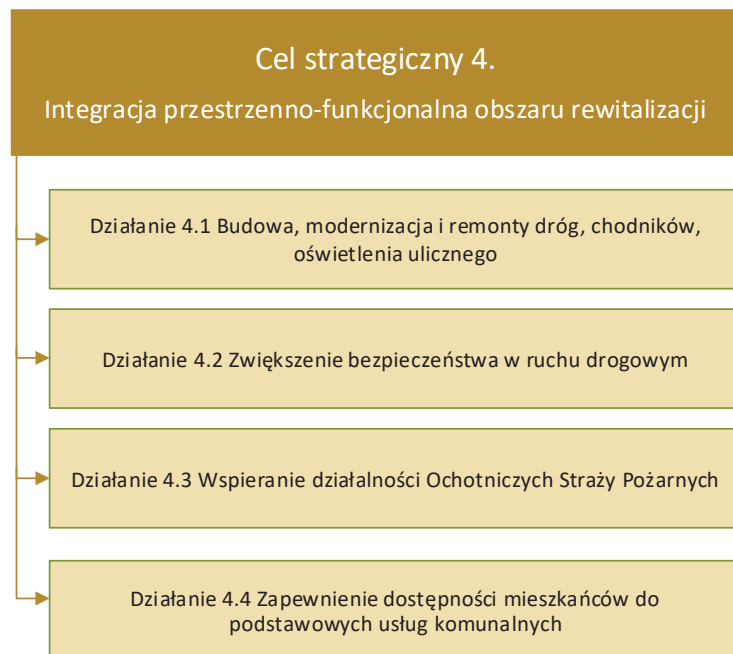 Cel strategiczny 4.
Integracja przestrzenno-funkcjonalna obszaru rewitalizacji
Działanie 4.1 Budowa, modernizacja i remonty dróg, chodników,
oświetlenia ulicznego
Działanie 4.2 Zwiększenie bezpieczeństwa w ruchu drogowym
Działanie 4.3 Wspieranie działalności Ochotniczych Straży Pożarnych
Działanie 4.4 Zapewnienie dostępności mieszkańców do
podstawowych usług komunalnych